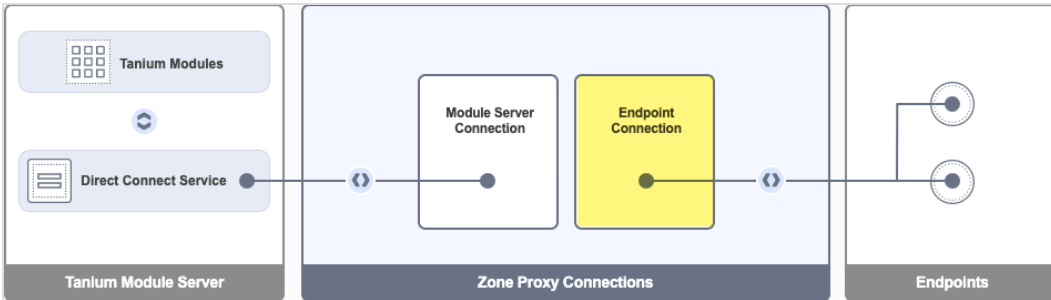 Tanium Modules
Direct Connect Service
Tanium Module Server
Module Server
Connection
Endpoint
Connection
Zone Proxy Connections
Endpoints